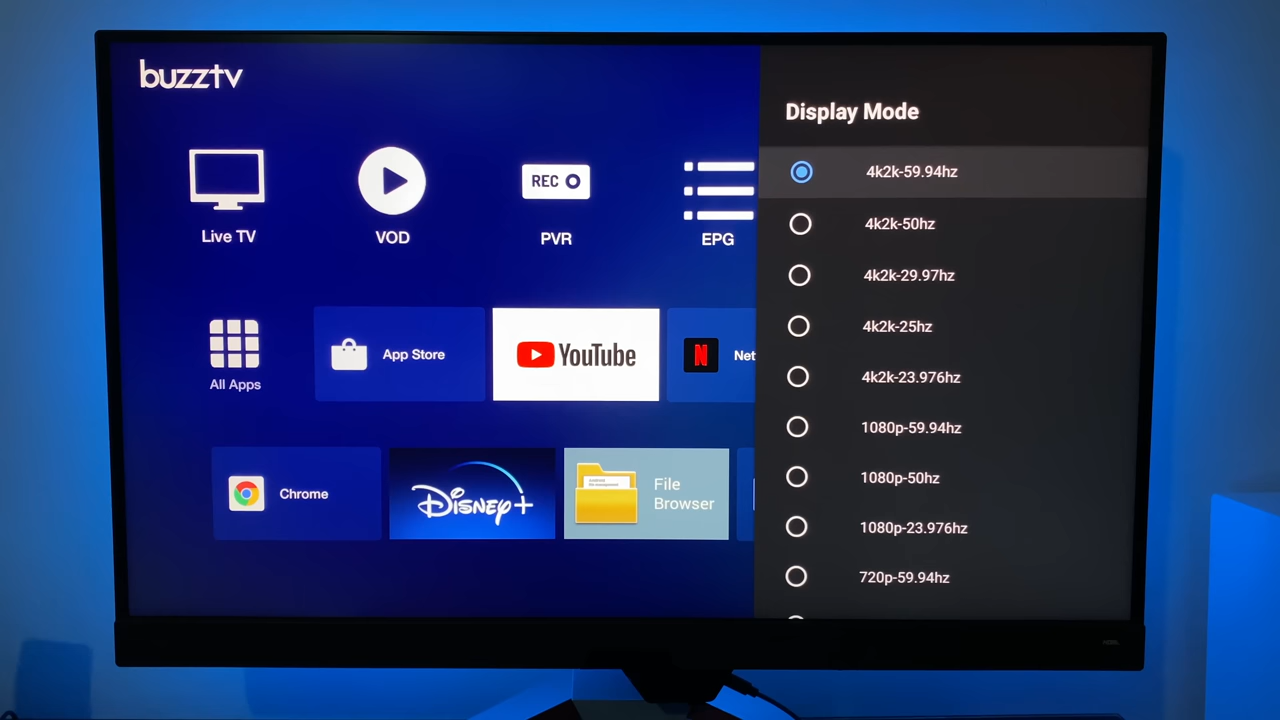 buzztv
Live TV
VOD
REC
PVR
EPG
All Apps
App Store
YouTube
N
Net
Chrome
Disney+
File
Browser
Display Mode
4k2k-59.94hz
4k2k-50hz
4k2k-29.97hz
4k2k-25hz
4k2k-23.976hz
1080p-59.94hz
1080p-50hz
1080p-23.976hz
720p-59.94hz